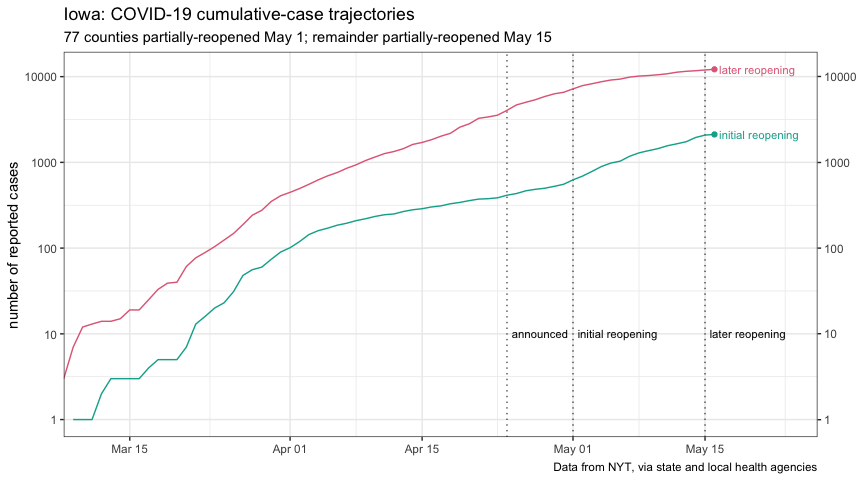 Iowa: COVID-19 cumulative-case trajectories
77 counties partially-reopened May 1; remainder partially-reopened May 15
number of reported cases
10000
1000
100
10
1
10000
1000
100
10
1
later reopening
initial reopening
announced
initial reopening
later reopening
Mar 15
Apr 01
Apr 15
May 01
May 15
Data from NYT, via state and local health agencies